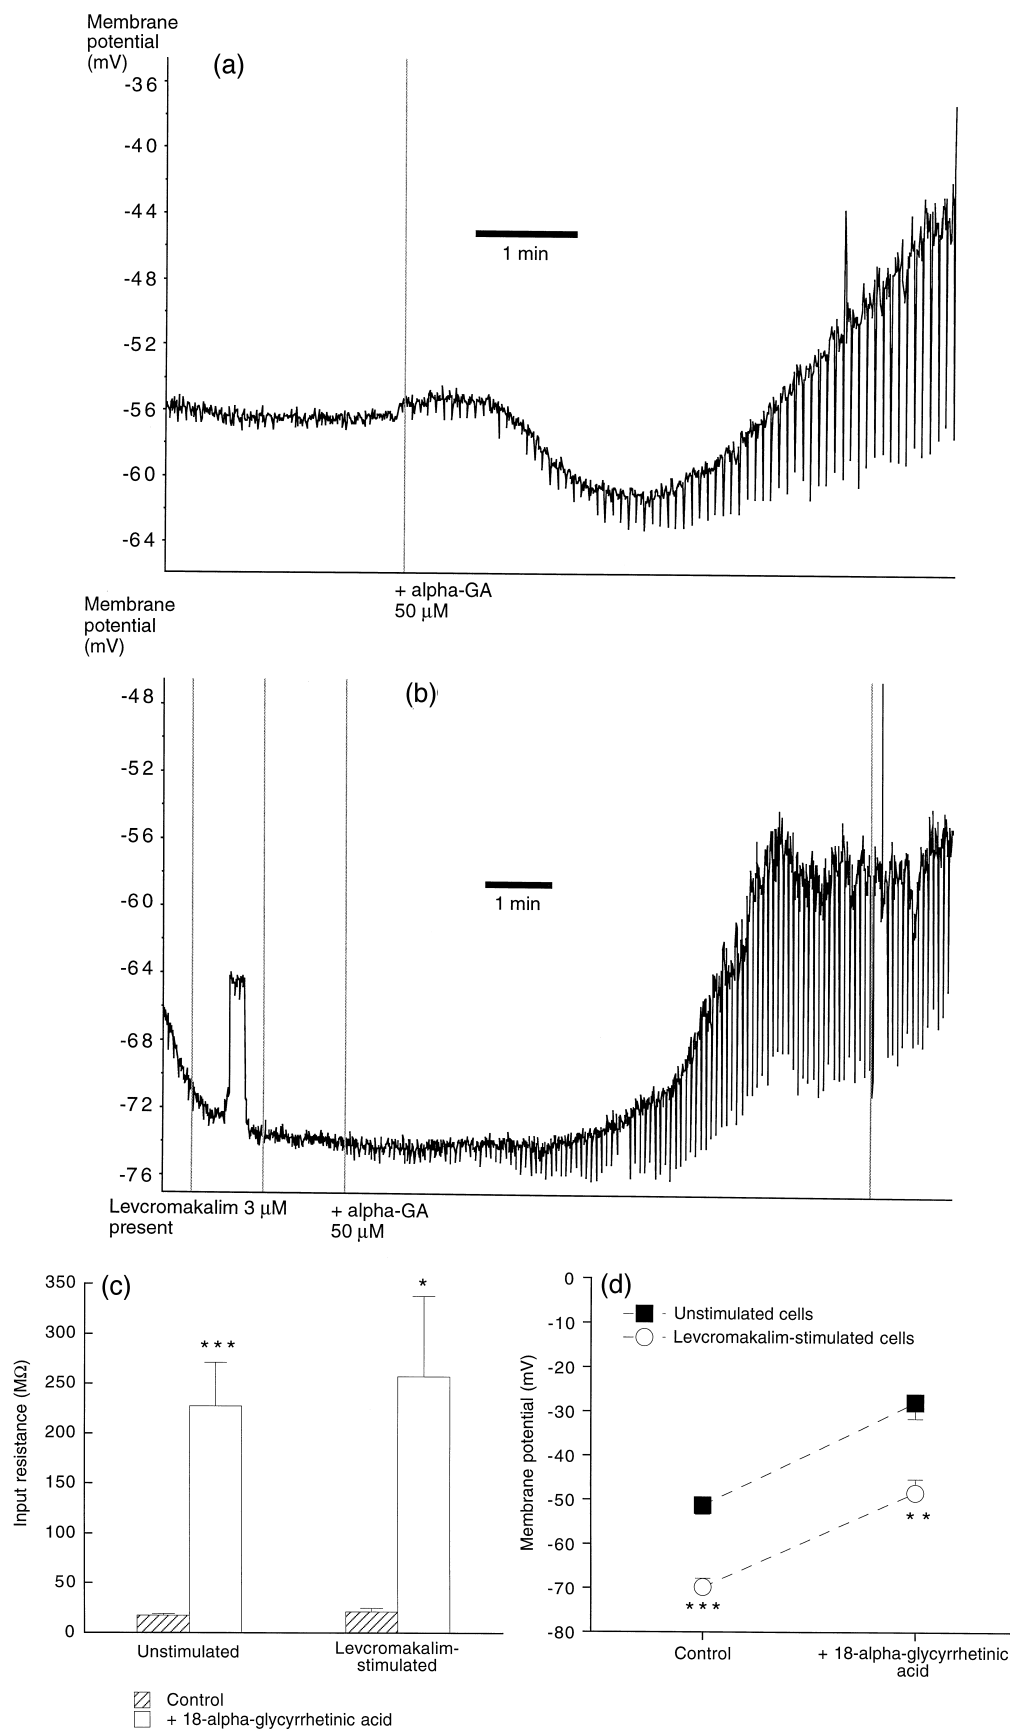 Membrane
potential
(mV)
(a)
-36
-40
-44
1 min
-48
-52
-56
-60
-64
+ alpha-GA
50 µM
Membrane
potential
(mV)
(b)
-48
-52
-56
-60
1 min
-64
-68
-72
-76
Levcromakalim 3 µM
present
+ alpha-GA
50 µM
(c)
350
300
250
200
150
100
50
0
Input resistance (MΩ)
***
*
Unstimulated
Levcromakalim-
stimulated
Control
+ 18-alpha-glycyrrhetinic acid
(d)
0
-10
-20
-30
-40
-50
-60
-70
-80
Membrane potential (mV)
Unstimulated cells
Levcromakalim-stimulated cells
**
***
Control
+ 18-alpha-glycyrrhetinic
acid